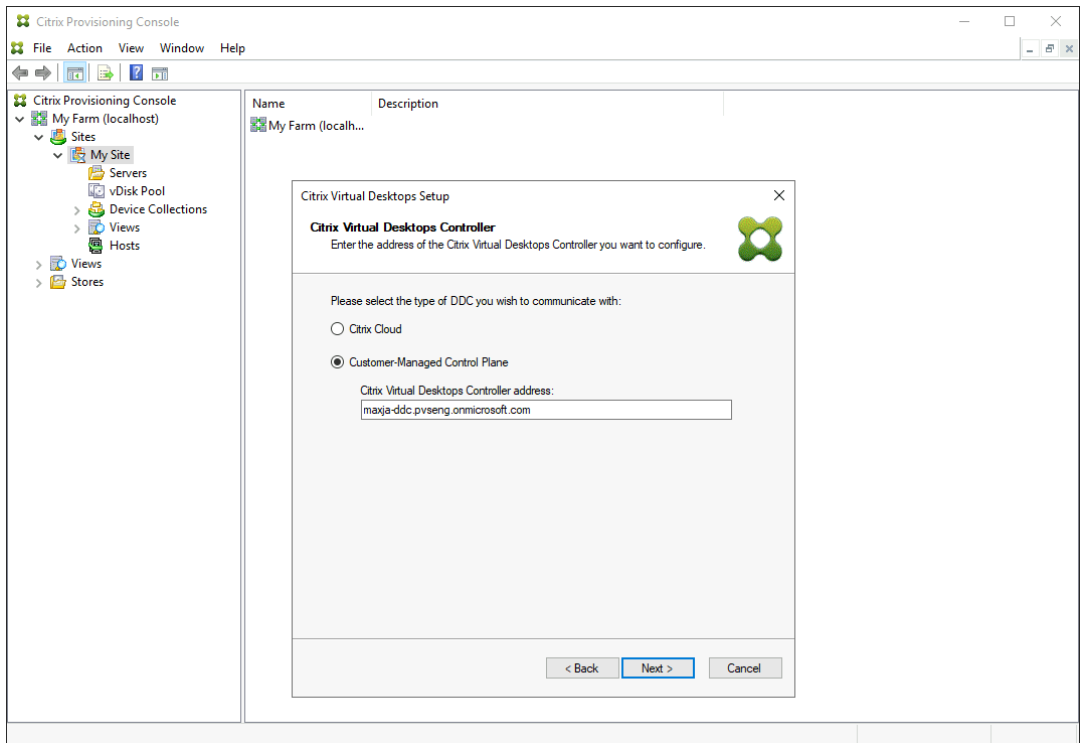 Citrix Provisioning Console
File Action View Window Help
Citrix Provisioning Console
My Farm (localhost)
Sites
My Site
Servers
vDisk Pool
Device Collections
Views
Hosts
Views
Stores
Name Description
My Farm (localh...
Citrix Virtual Desktops Setup
Citrix Virtual Desktops Controller
Enter the address of the Citrix Virtual Desktops Controller you want to configure.
Please select the type of DDC you wish to communicate with:
Citrix Cloud
Customer-Managed Control Plane
Citrix Virtual Desktops Controller address:
maxja-ddc.pvseng.onmicrosoft.com
< Back Next > Cancel